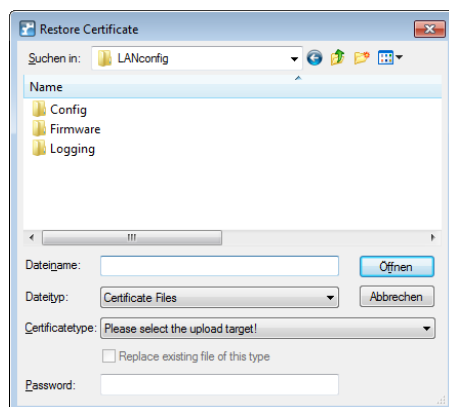 Restore Certificate
Suchen in: LANconfig
Name
Config
Firmware
Logging
Dateiname: Öffnen
Dateityp: Certificate Files Abbrechen
Certificatetype: Please select the upload target!
Replace existing file of this type
Password: